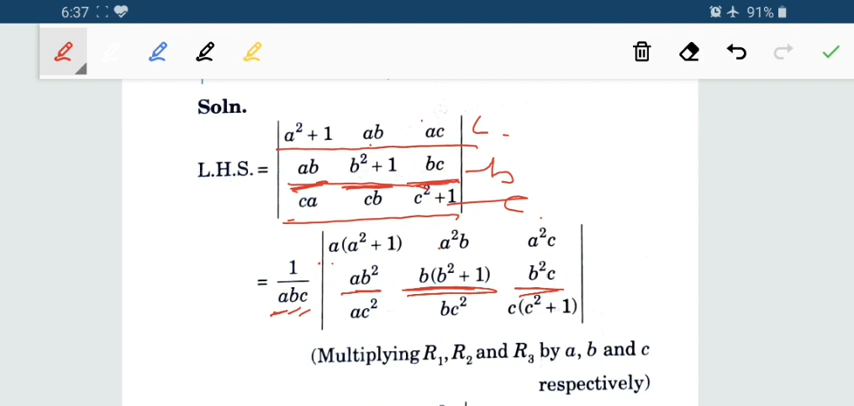 6:37 91%
Soln.
a² + 1 ab ac
L.H.S. = ab b² + 1 bc b
ca cb c² + 1 c
a(a² + 1) a²b a²c
= 1/abc ab² b(b² + 1) b²c
ac² bc² c(c² + 1)
(Multiplying R₁, R₂ and R₃ by a, b and c
respectively)